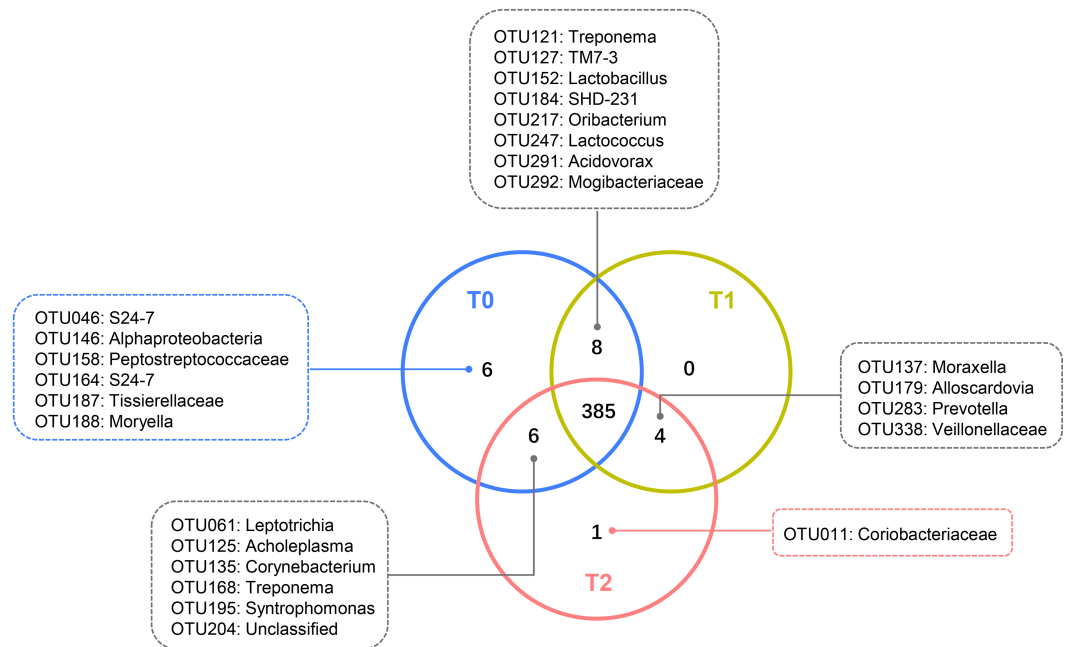 OTU121: Treponema
OTU127: TM7-3
OTU152: Lactobacillus
OTU184: SHD-231
OTU217: Oribacterium
OTU247: Lactococcus
OTU291: Acidovorax
OTU292: Mogibacteriaceae
T0
T1
OTU046: S24-7
OTU146: Alphaproteobacteria
OTU158: Peptostreptococcaceae
OTU164: S24-7
OTU187: Tissierellaceae
OTU188: Moryella
6
8
0
385
6
4
OTU137: Moraxella
OTU179: Alloscardovia
OTU283: Prevotella
OTU338: Veillonellaceae
OTU061: Leptotrichia
OTU125: Acholeplasma
OTU135: Corynebacterium
OTU168: Treponema
OTU195: Syntrophomonas
OTU204: Unclassified
1
T2
OTU011: Coriobacteriaceae